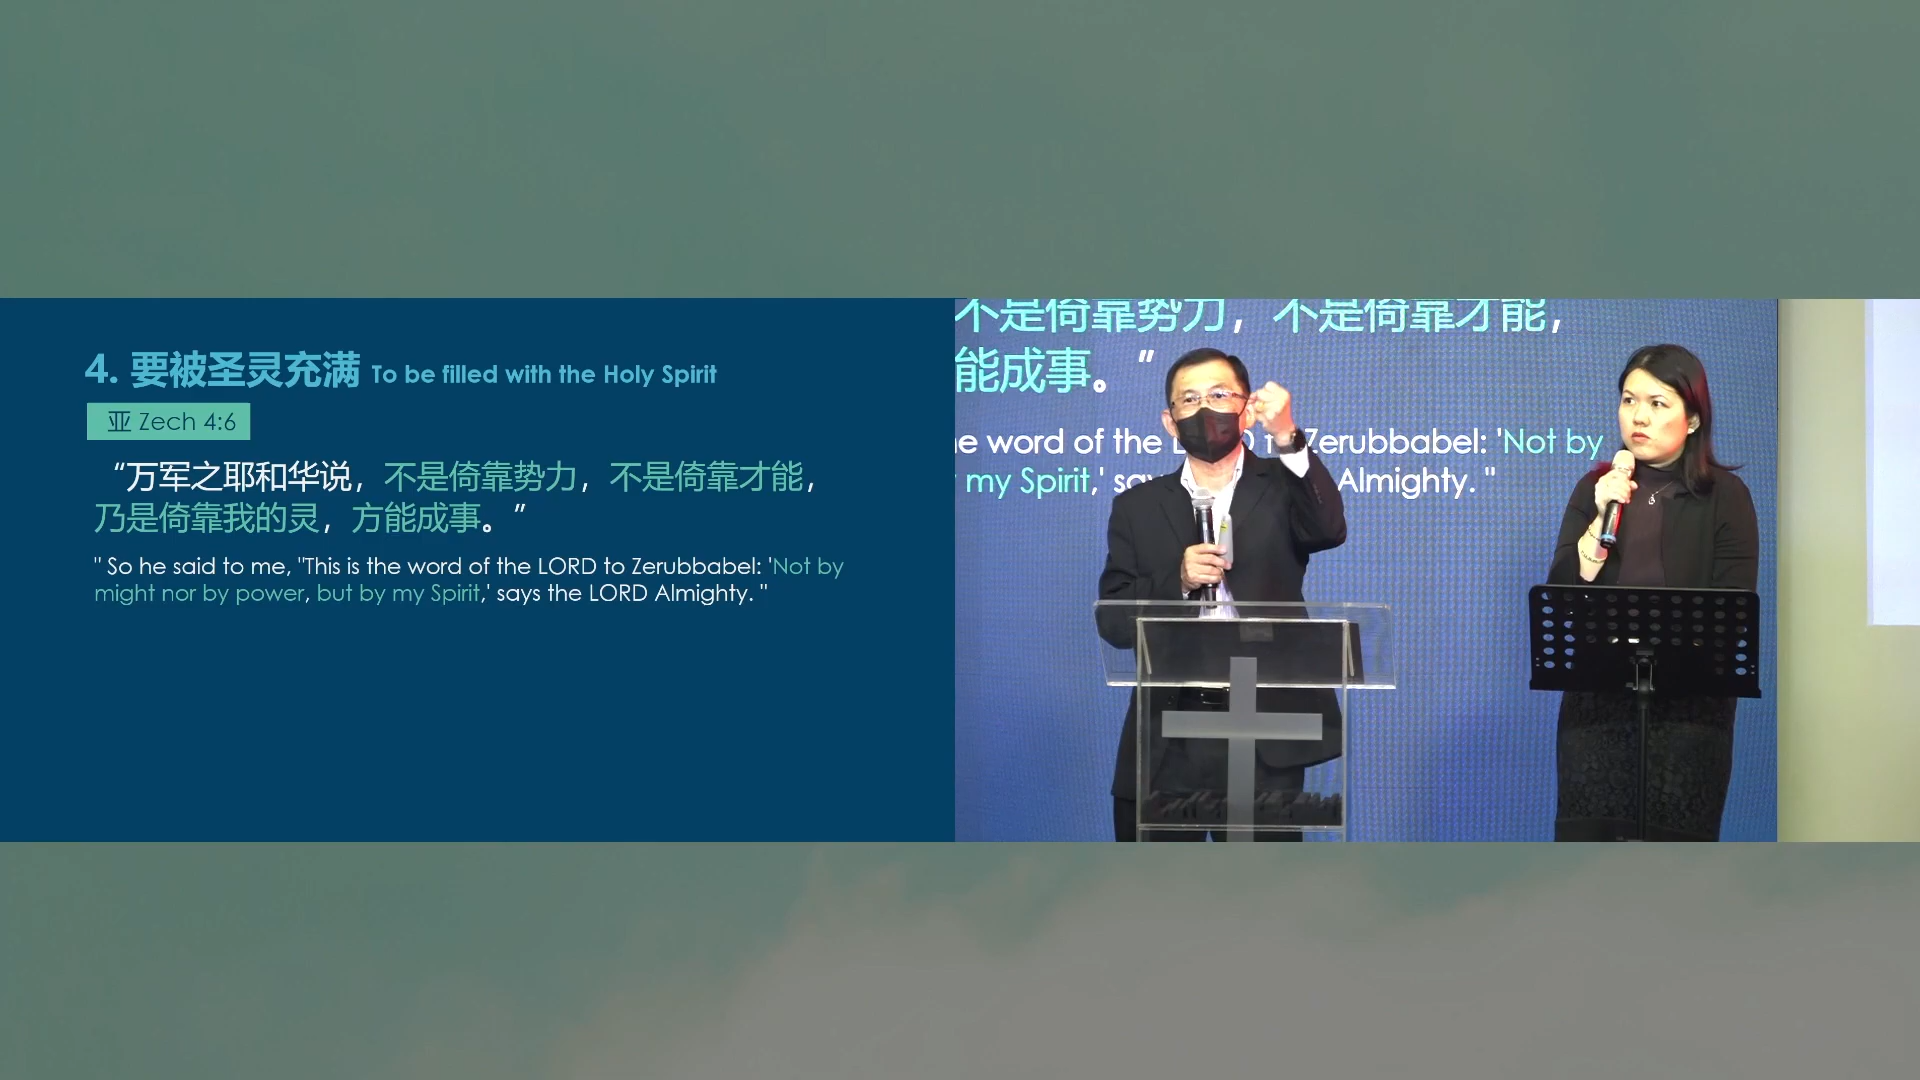 4. 要被圣灵充满 To be filled with the Holy Spirit
亚 Zech 4:6
“万军之耶和华说，不是倚靠势力，不是倚靠才能，
乃是倚靠我的灵，方能成事。”
" So he said to me, "This is the word of the LORD to Zerubbabel: 'Not by
might nor by power, but by my Spirit,' says the LORD Almighty. "
不是倚靠势力，不是倚靠才能，
能成事。”
word of the to Zerubbabel: 'Not by
my Spirit,' Almighty. "